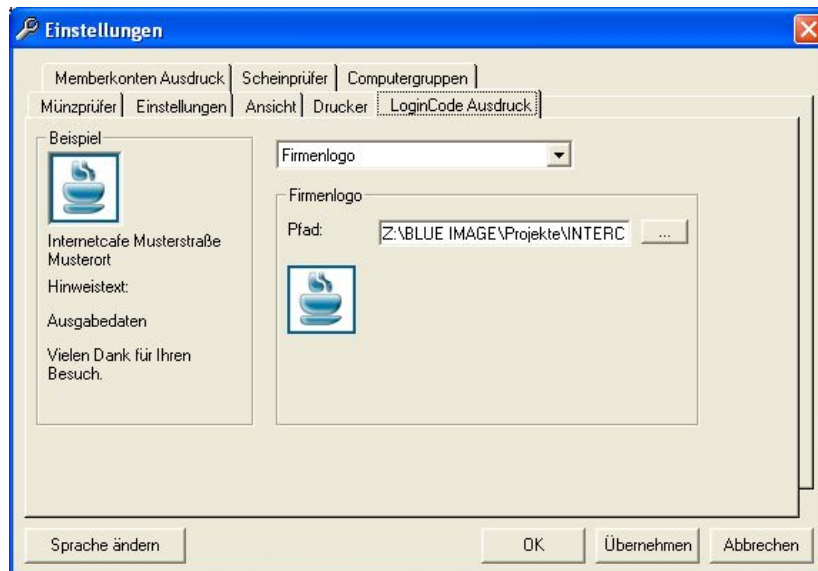 Einstellungen
Memberkonten Ausdruck Scheinprüfer Computergruppen
Münzprüfer Einstellungen Ansicht Drucker LoginCode Ausdruck
Beispiel
Internetcafe Musterstraße
Musterort
Hinweistext:
Ausgabedaten
Vielen Dank für Ihren
Besuch.
Firmenlogo
Firmenlogo
Pfad: Z:\BLUE IMAGE\Projekte\INTERC ...
Sprache ändern OK Übernehmen Abbrechen